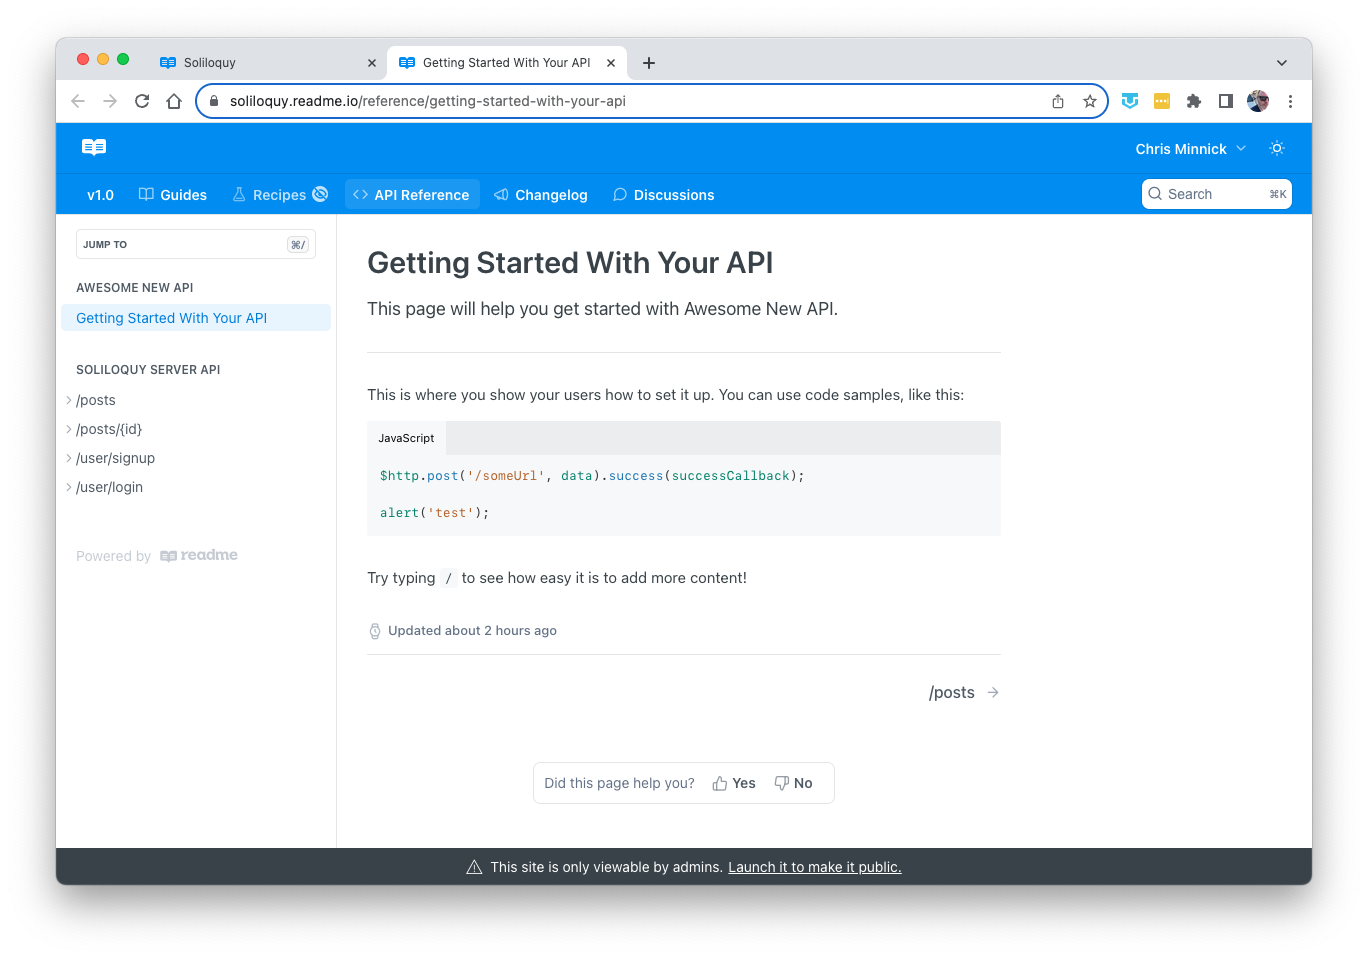 Soliloquy
Getting Started With Your API
soliloquy.readme.io/reference/getting-started-with-your-api
Chris Minnick
v1.0 Guides Recipes API Reference Changelog Discussions Search ⌘K
JUMP TO ⌘/
AWESOME NEW API
Getting Started With Your API
SOLILOQUY SERVER API
/posts
/posts/{id}
/user/signup
/user/login
Powered by readme
Getting Started With Your API
This page will help you get started with Awesome New API.
This is where you show your users how to set it up. You can use code samples, like this:
JavaScript
$http.post('/someUrl', data).success(successCallback);
alert('test');
Try typing / to see how easy it is to add more content!
Updated about 2 hours ago
/posts →
Did this page help you? Yes No
This site is only viewable by admins. Launch it to make it public.